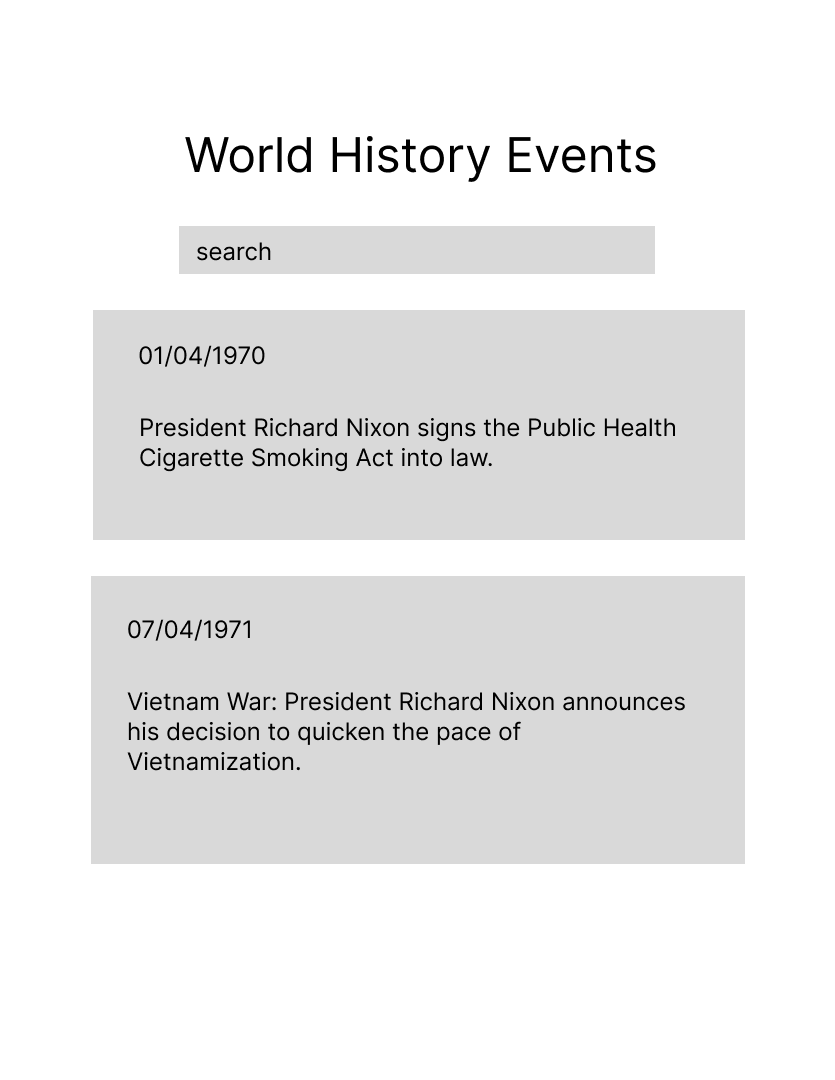 World History Events
search
01/04/1970
President Richard Nixon signs the Public Health
Cigarette Smoking Act into law.
07/04/1971
Vietnam War: President Richard Nixon announces
his decision to quicken the pace of
Vietnamization.